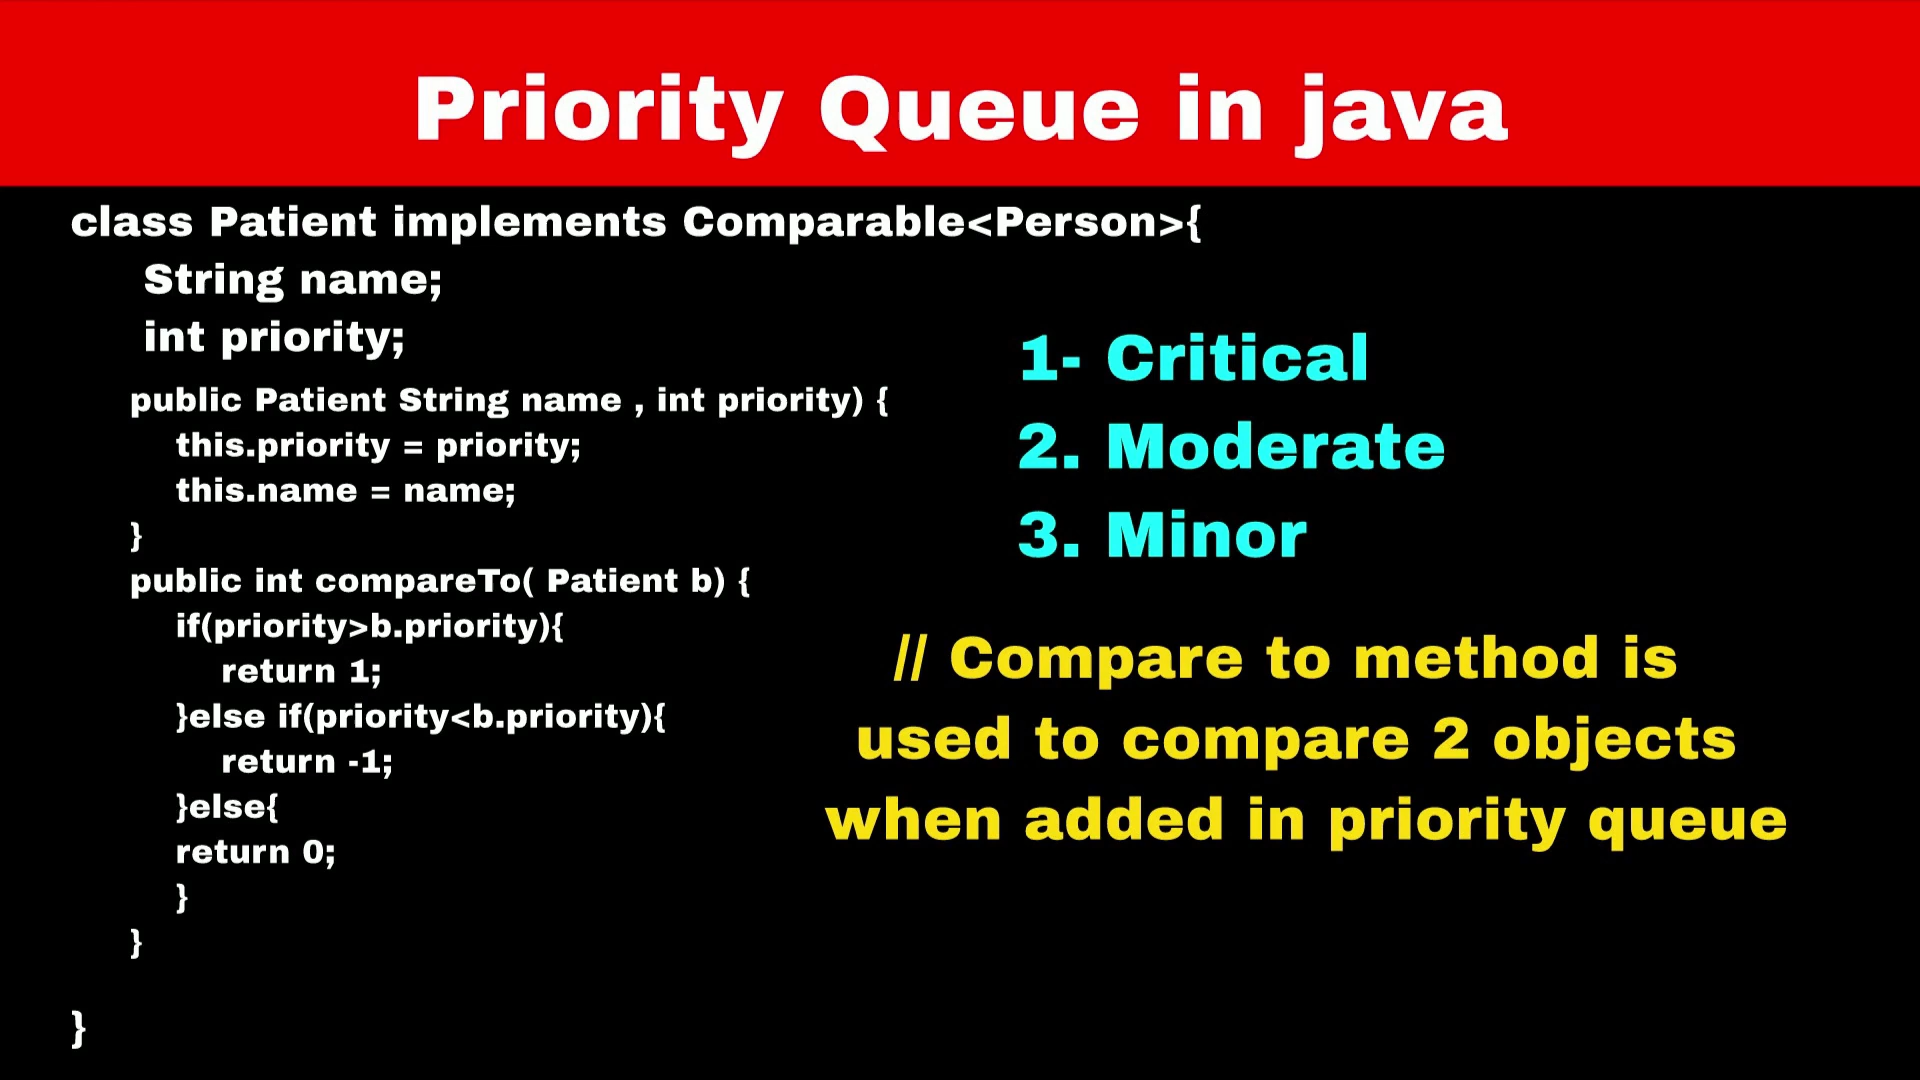 Priority Queue in java
class Patient implements Comparable<Person>{
String name;
int priority;
public Patient String name , int priority) {
this.priority = priority;
this.name = name;
}
public int compareTo( Patient b) {
if(priority>b.priority){
return 1;
}else if(priority<b.priority){
return -1;
}else{
return 0;
}
}
}
1- Critical
2. Moderate
3. Minor
// Compare to method is
used to compare 2 objects
when added in priority queue